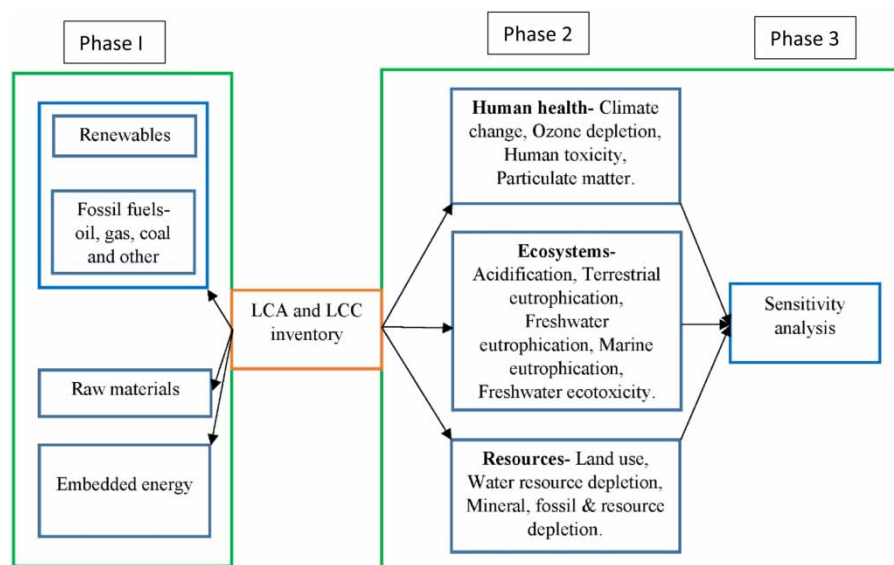 Phase I
Phase 2
Phase 3
Renewables
Fossil fuels-
oil, gas, coal
and other
Raw materials
Embedded energy
LCA and LCC
inventory
Human health- Climate
change, Ozone depletion,
Human toxicity,
Particulate matter.
Ecosystems-
Acidification, Terrestrial
eutrophication,
Freshwater
eutrophication, Marine
eutrophication,
Freshwater ecotoxicity.
Resources- Land use,
Water resource depletion,
Mineral, fossil & resource
depletion.
Sensitivity
analysis